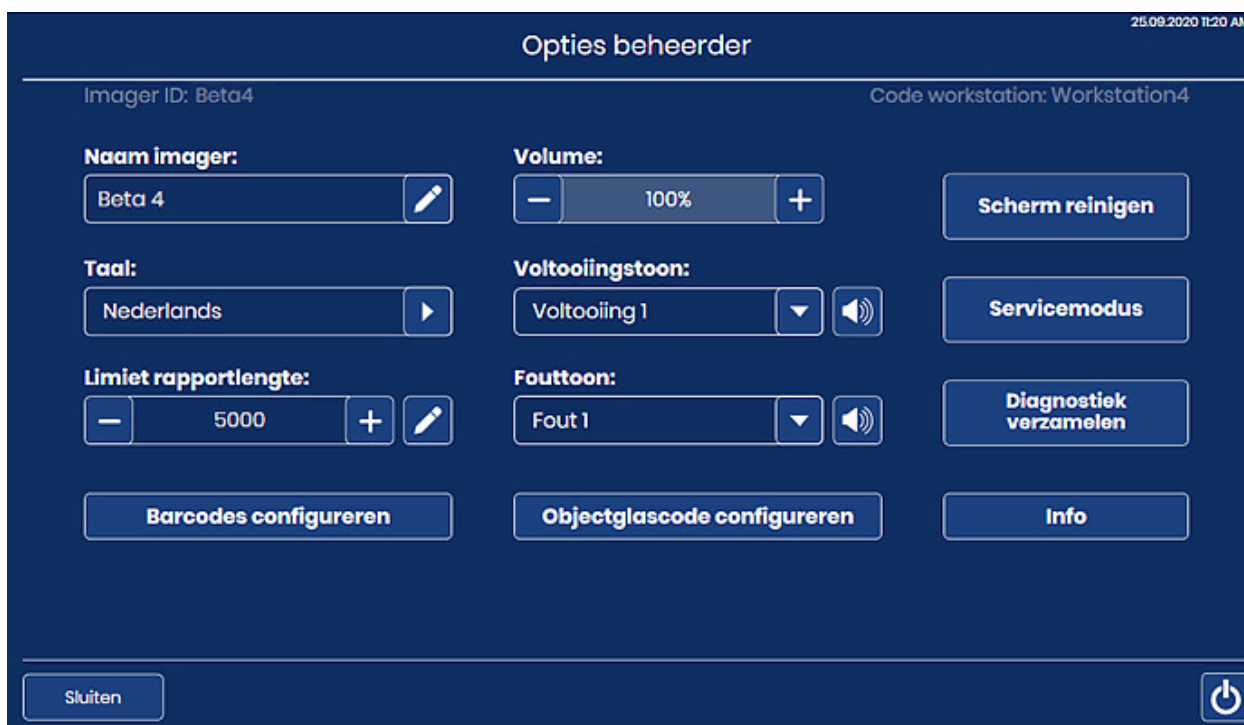 25.09.2020 11:20 AM
Opties beheerder
Imager ID: Beta4
Code workstation: Workstation4
Naam imager:
Beta 4
Volume:
100%
Scherm reinigen
Taal:
Nederlands
Voltooiingstoon:
Voltooiing 1
Servicemodus
Limiet rapportlengte:
5000
Fouttoon:
Fout 1
Diagnostiek
verzamelen
Barcodes configureren
Objectglascode configureren
Info
Sluiten